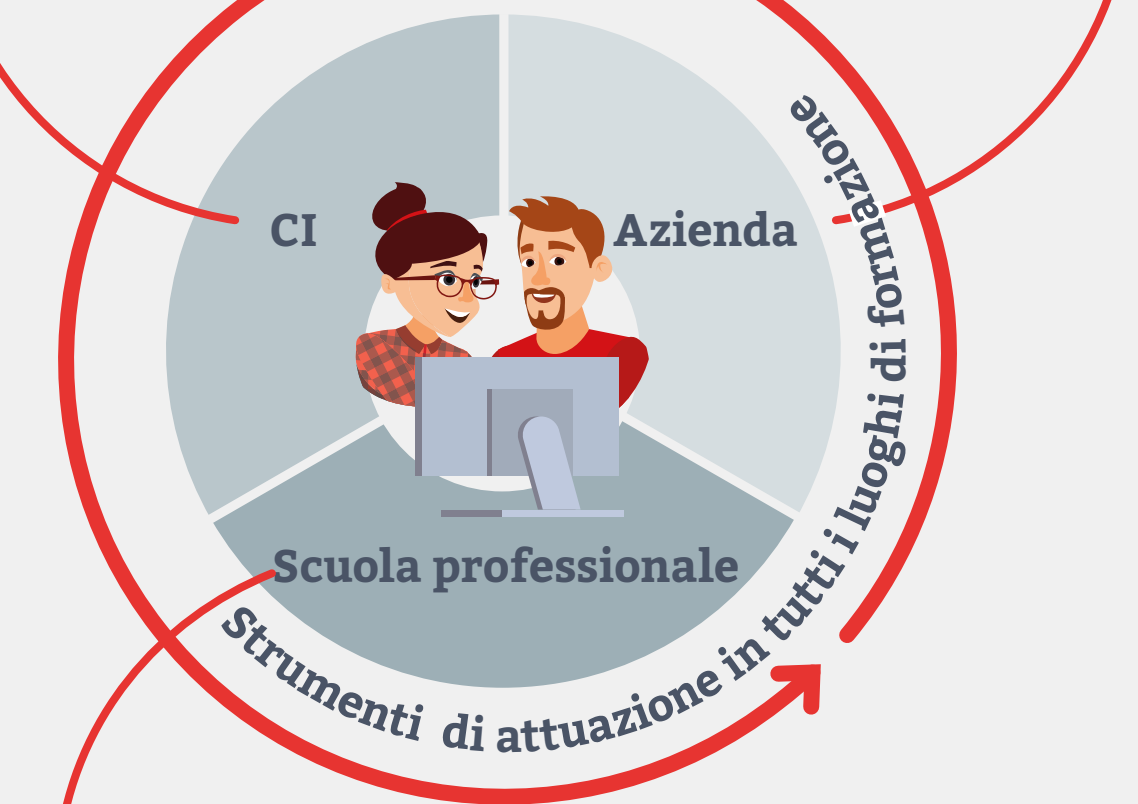 CI
Azienda
Scuola professionale
Strumenti di attuazione in tutti i luoghi di formazione